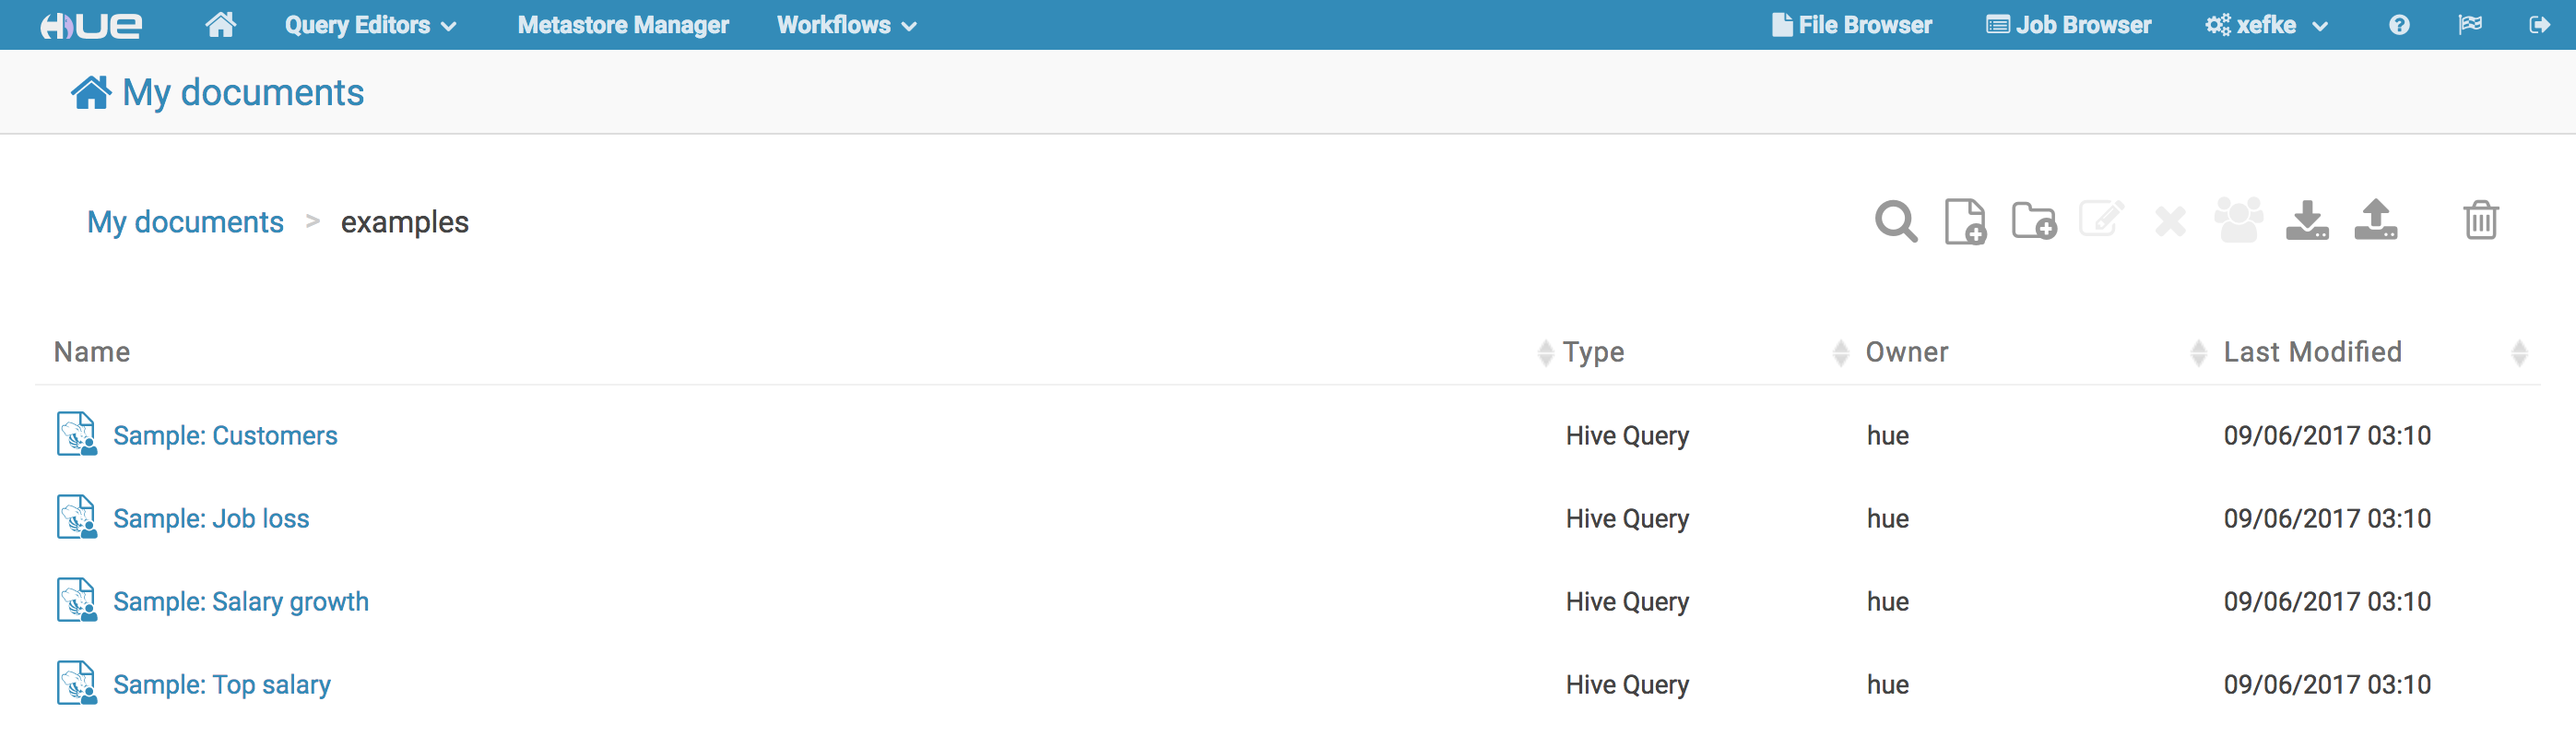 HUE Query Editors Metastore Manager Workflows File Browser Job Browser xefke
My documents
My documents > examples
Name Type Owner Last Modified
Sample: Customers Hive Query hue 09/06/2017 03:10
Sample: Job loss Hive Query hue 09/06/2017 03:10
Sample: Salary growth Hive Query hue 09/06/2017 03:10
Sample: Top salary Hive Query hue 09/06/2017 03:10